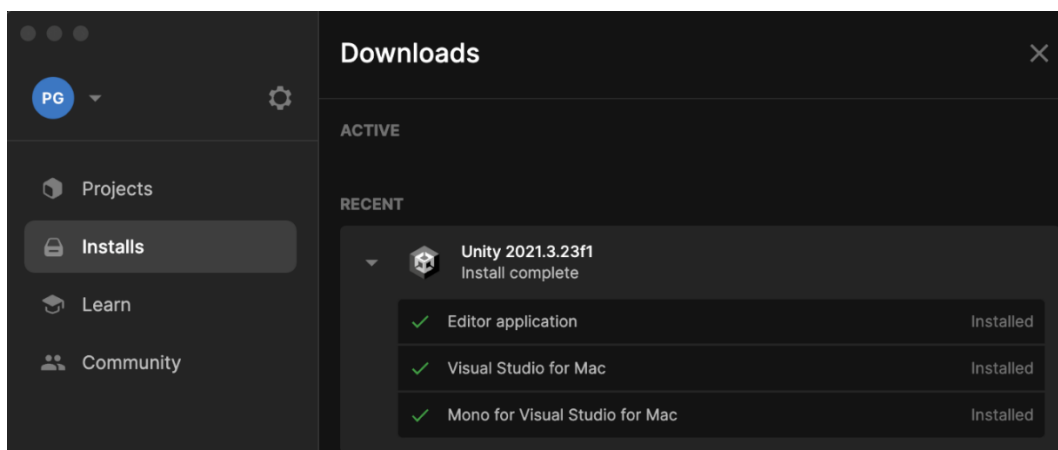 PG
Projects
Installs
Learn
Community
Downloads
ACTIVE
RECENT
Unity 2021.3.23f1
Install complete
Editor application Installed
Visual Studio for Mac Installed
Mono for Visual Studio for Mac Installed